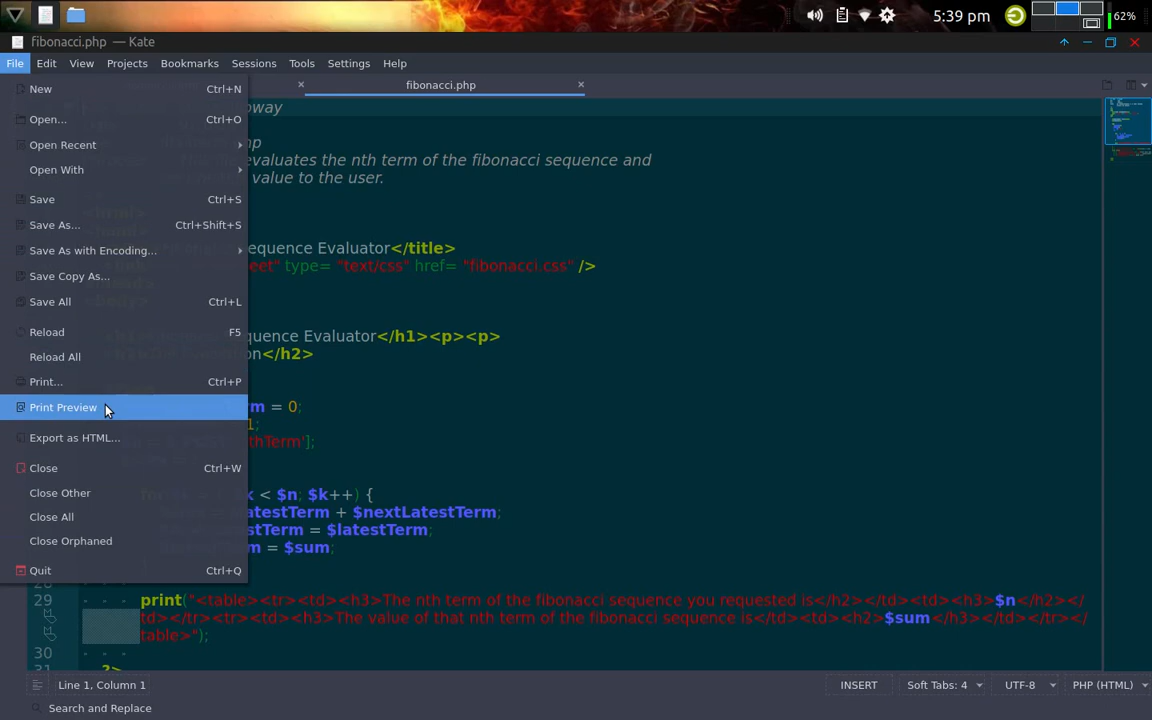 5:39 pm
62%
fibonacci.php — Kate
File Edit View Projects Bookmarks Sessions Tools Settings Help
fibonacci.php
New Ctrl+N
Open... Ctrl+O
Open Recent
Open With
Save Ctrl+S
Save As... Ctrl+Shift+S
Save As with Encoding...
Save Copy As...
Save All Ctrl+L
Reload F5
Reload All
Print... Ctrl+P
Print Preview
Export as HTML...
Close Ctrl+W
Close Other
Close All
Close Orphaned
Quit Ctrl+Q
evaluates the nth term of the fibonacci sequence and
value to the user.
equence Evaluator</title>
type= "text/css" href= "fibonacci.css" />
quence Evaluator</h1><p><p>
</h2>
= 0;
1;
nthTerm'];
< $n; $k++) {
atestTerm + $nextLatestTerm;
stTerm = $latestTerm;
= $sum;
29 print("<table><tr><td><h3>The nth term of the fibonacci sequence you requested is</h2></td><td><h3>$n</h2></
td></tr><tr><td><h3>The value of that nth term of the fibonacci sequence is</td><td><h2>$sum</h3></td></tr></
table>");
30
31 ?>
Line 1, Column 1 INSERT Soft Tabs: 4 UTF-8 PHP (HTML)
Search and Replace